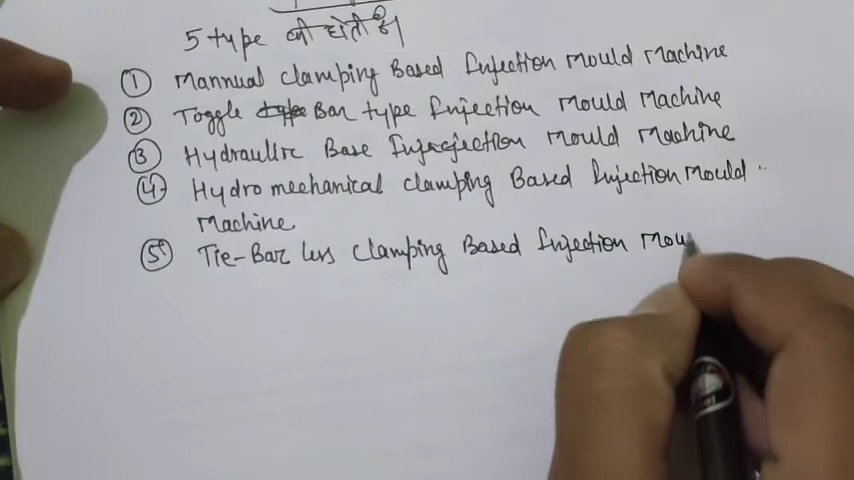 5 type की होती है।
① Mannual clamping Based Injection Mould Machine
② Toggle Bar type Injection Mould Machine
③ Hydraulic Base Injection Mould Machine
④ Hydro mechanical clamping Based Injection Mould
Machine
⑤ Tie-Bar less clamping Based Injection Mou